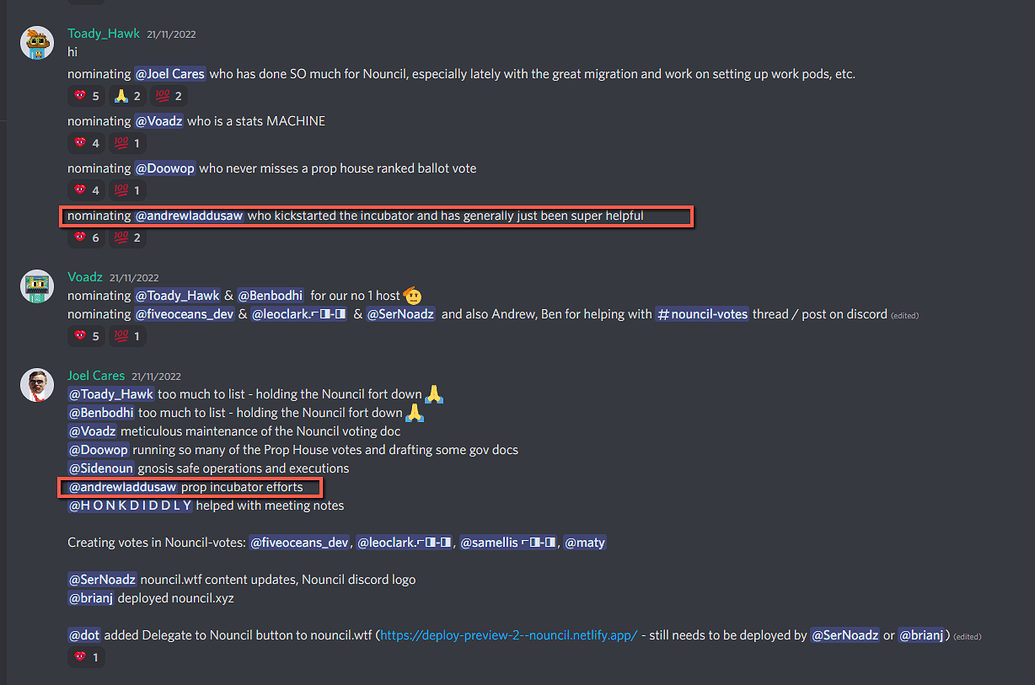 Toady_Hawk 21/11/2022
hi
nominating @Joel Cares who has done SO much for Nouncil, especially lately with the great migration and work on setting up work pods, etc.
5 2 💯 2
nominating @Voadz who is a stats MACHINE
4 💯 1
nominating @Doowop who never misses a prop house ranked ballot vote
4 💯 1
nominating @andrewladdusaw who kickstarted the incubator and has generally just been super helpful
6 💯 2
Voadz 21/11/2022
nominating @Toady_Hawk & @Benbodhi for our no 1 host
nominating @fiveoceans_dev & @leoclark.⌐◨-◨ & @SerNoadz and also Andrew, Ben for helping with #nouncil-votes thread / post on discord (edited)
5 💯 1
Joel Cares 21/11/2022
@Toady_Hawk too much to list - holding the Nouncil fort down
@Benbodhi too much to list - holding the Nouncil fort down
@Voadz meticulous maintenance of the Nouncil voting doc
@Doowop running so many of the Prop House votes and drafting some gov docs
@Sidenoun gnosis safe operations and executions
@andrewladdusaw prop incubator efforts
@H O N K D I D D L Y helped with meeting notes
Creating votes in Nouncil-votes: @fiveoceans_dev, @leoclark.⌐◨-◨, @samellis ⌐◨-◨, @maty
@SerNoadz nouncil.wtf content updates, Nouncil discord logo
@brianj deployed nouncil.xyz
@dot added Delegate to Nouncil button to nouncil.wtf (https://deploy-preview-2--nouncil.netlify.app/ - still needs to be deployed by @SerNoadz or @brianj) (edited)
1